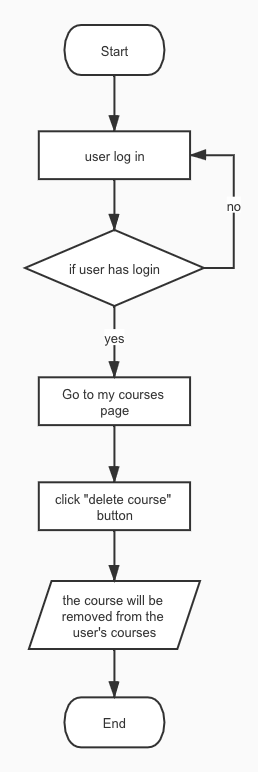 Start
user log in
no
if user has login
yes
Go to my courses
page
click "delete course"
button
the course will be
removed from the
user's courses
End